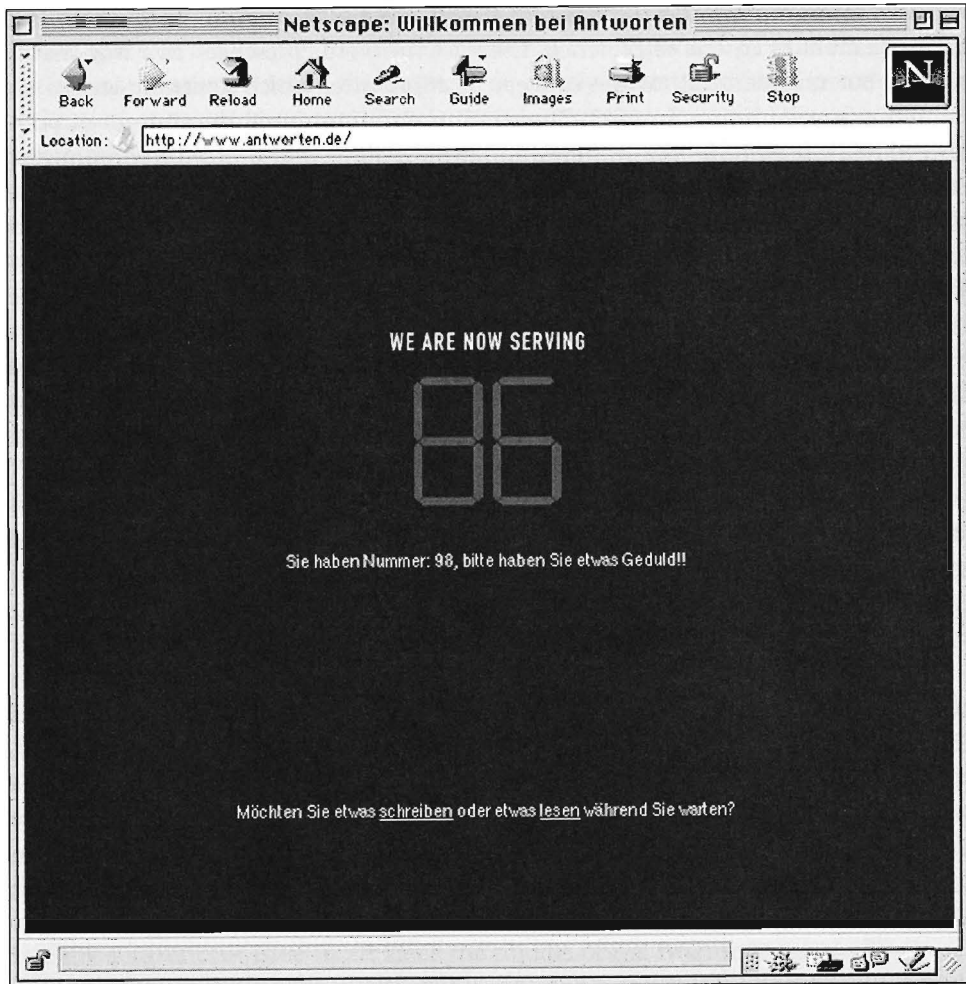 Netscape: Willkommen bei Antworten
Back Forward Reload Home Search Guide Images Print Security Stop
N
Location: http://www.antworten.de/
WE ARE NOW SERVING
86
Sie haben Nummer: 98, bitte haben Sie etwas Geduld!!
Möchten Sie etwas schreiben oder etwas lesen während Sie warten?